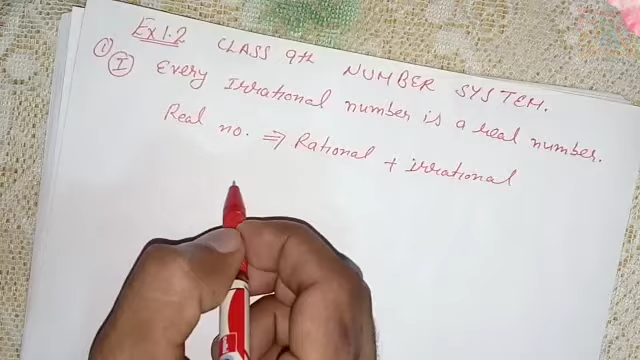 Ex 1.2 CLASS 9th NUMBER SYSTEM.
① Ⓘ Every Irrational number is a real number.
Real no. ⇒ Rational + irrational